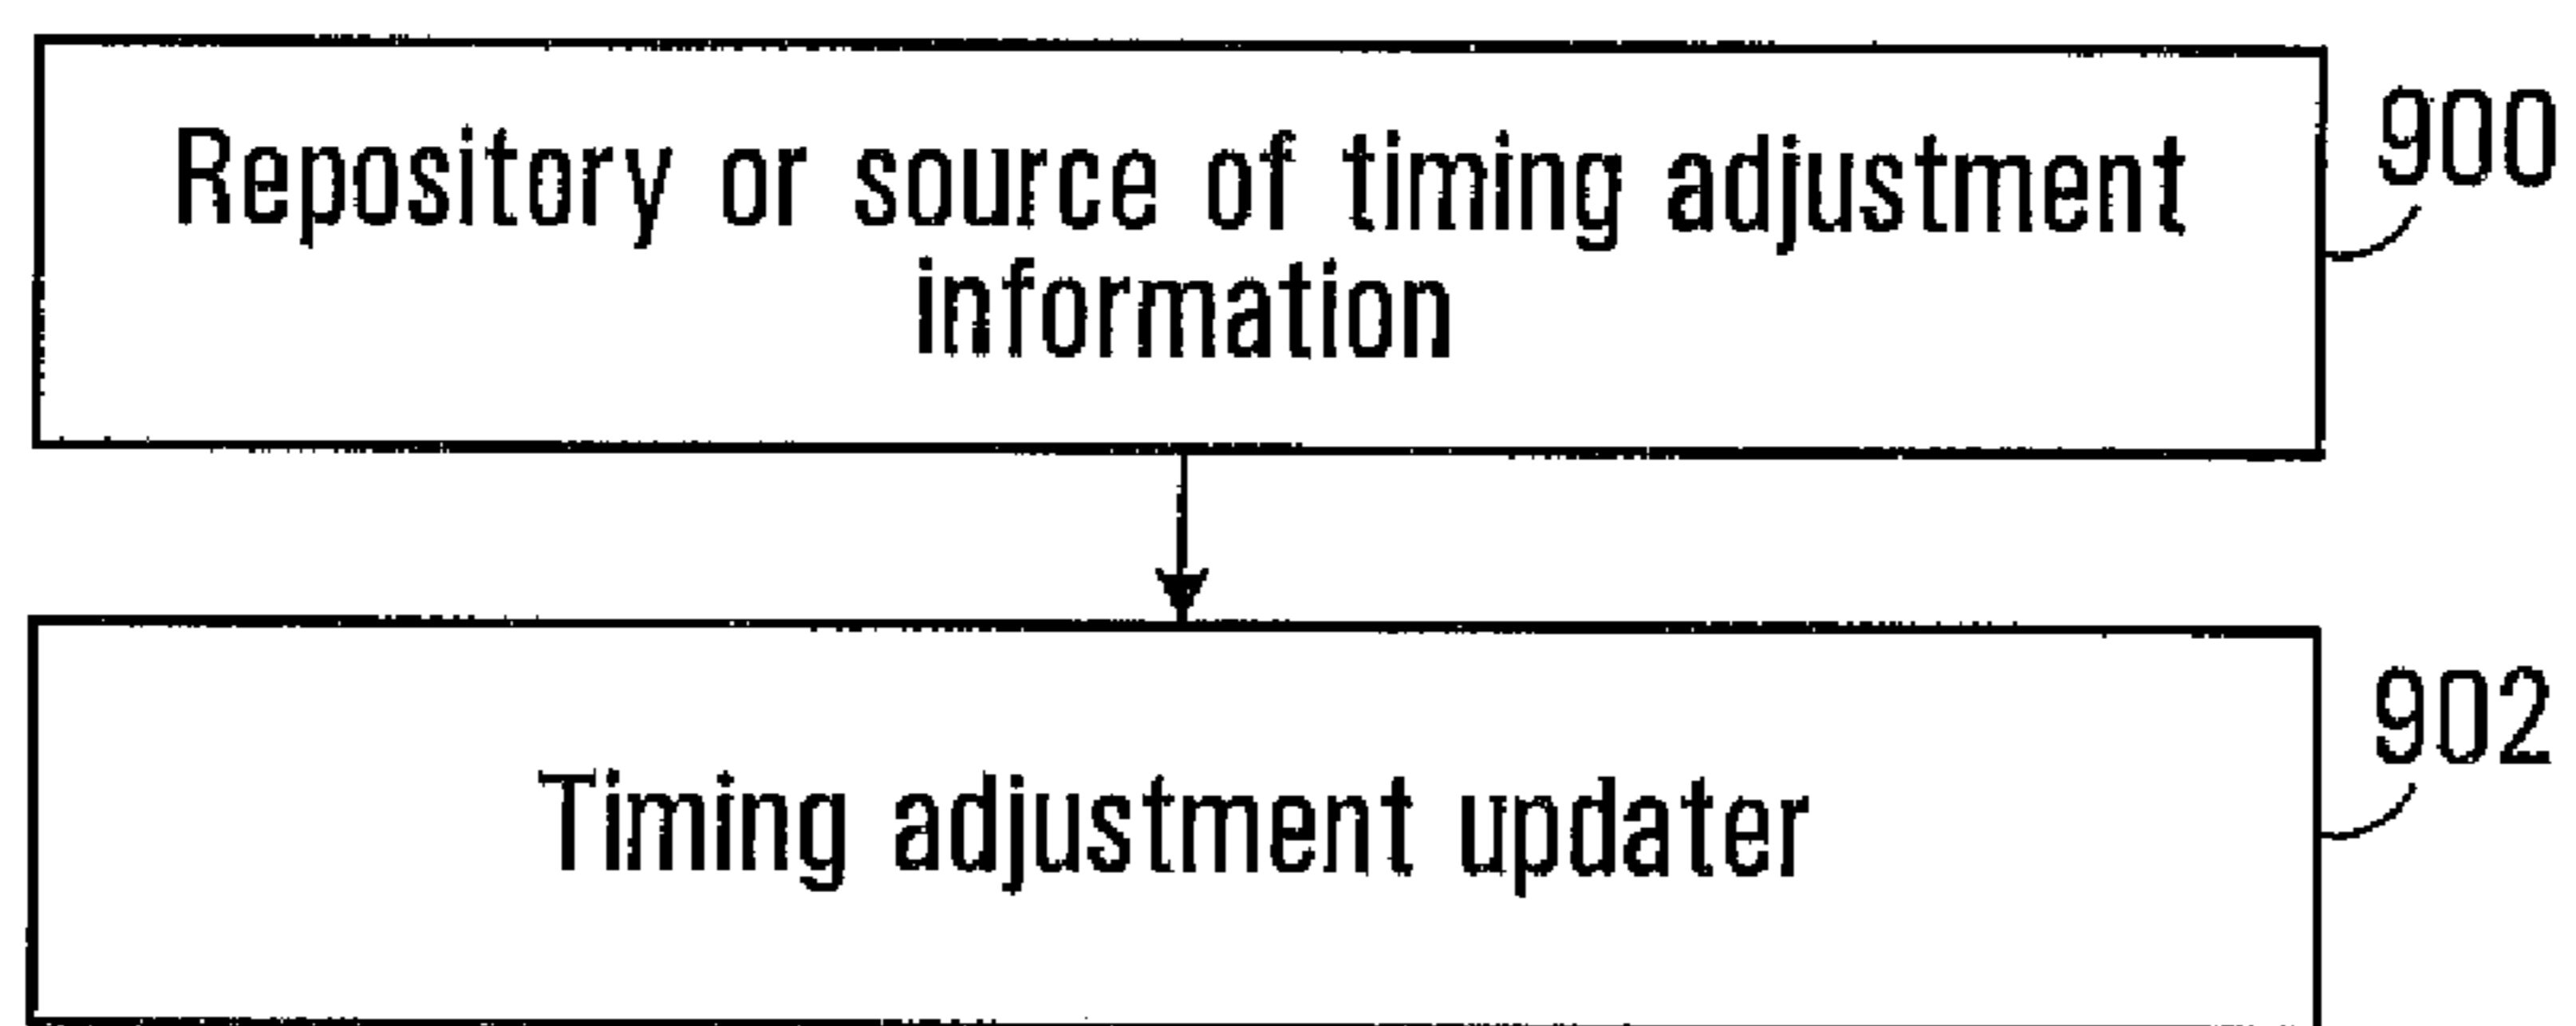 Repository or source of timing adjustment
information
900
Timing adjustment updater
902